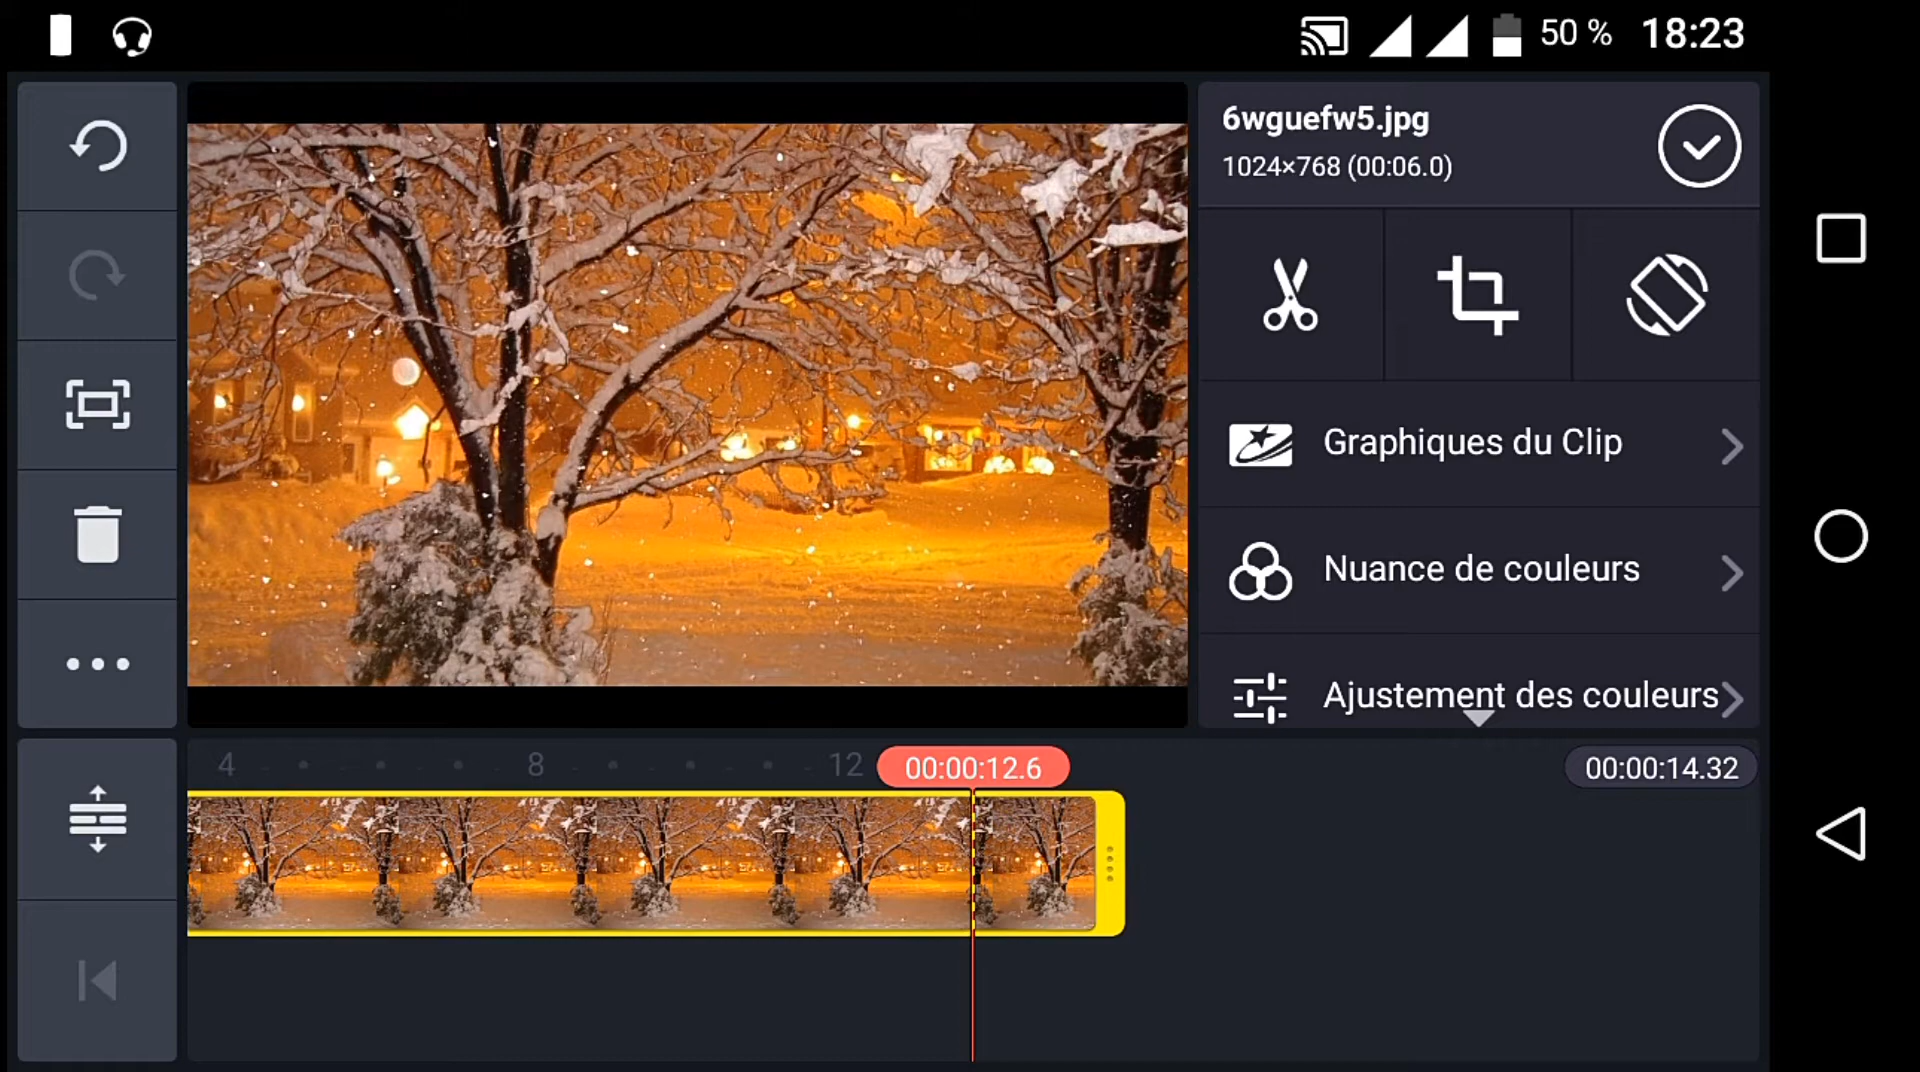 50 % 18:23
6wguefw5.jpg
1024×768 (00:06.0)
Graphiques du Clip
Nuance de couleurs
Ajustement des couleurs
4 8 12 00:00:12.6 00:00:14.32